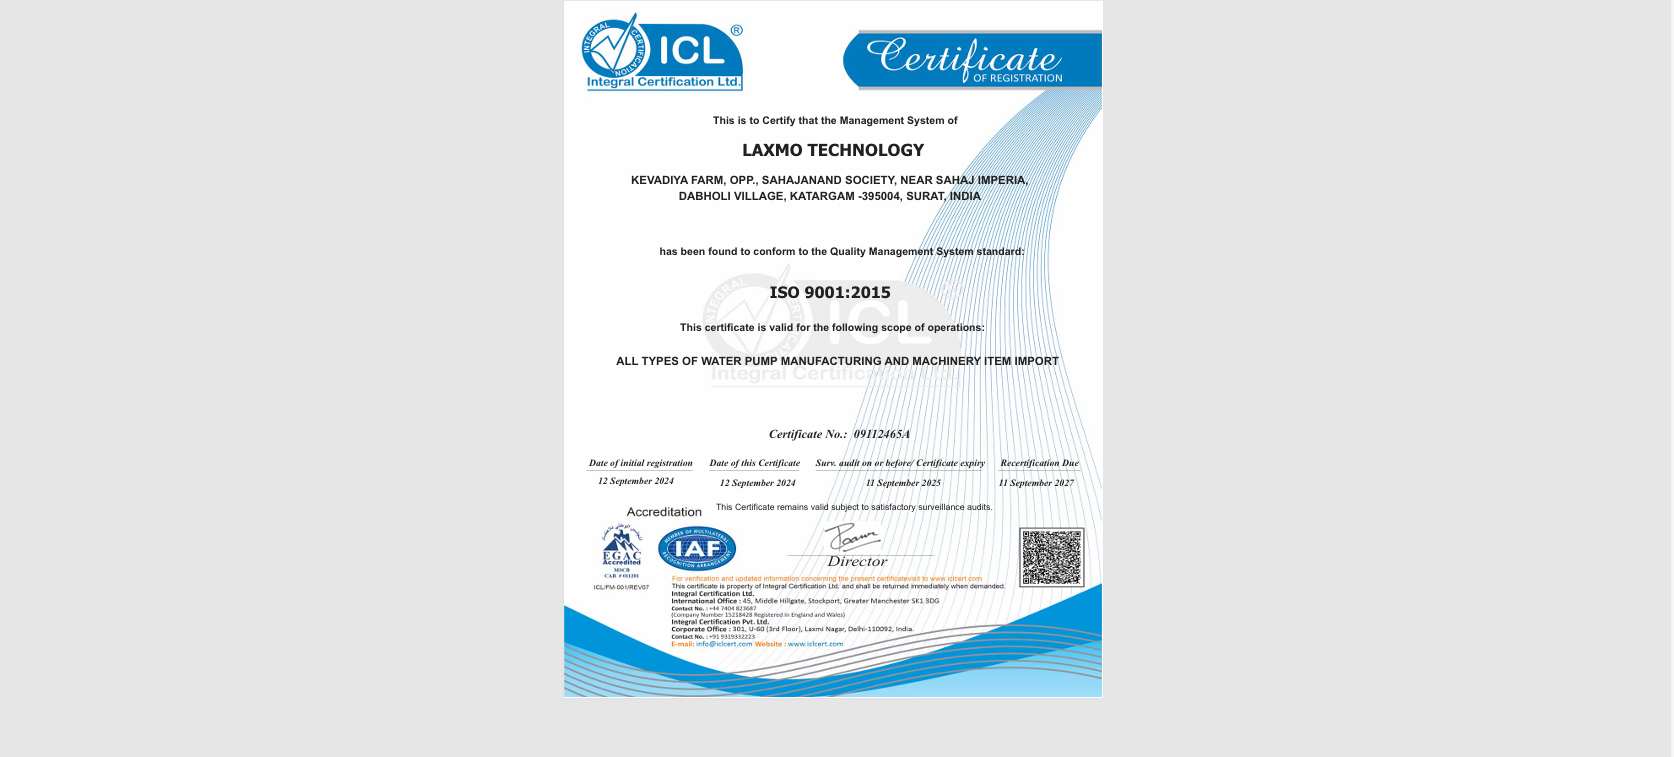 INTEGRAL CERTIFICATION
ICL ®
Integral Certification Ltd.
Certificate
OF REGISTRATION
This is to Certify that the Management System of
LAXMO TECHNOLOGY
KEVADIYA FARM, OPP., SAHAJANAND SOCIETY, NEAR SAHAJ IMPERIA,
DABHOLI VILLAGE, KATARGAM -395004, SURAT, INDIA
has been found to conform to the Quality Management System standard:
ISO 9001:2015
This certificate is valid for the following scope of operations:
ALL TYPES OF WATER PUMP MANUFACTURING AND MACHINERY ITEM IMPORT
Certificate No.: 09112465A
Date of initial registration Date of this Certificate Surv. audit on or before/ Certificate expiry Recertification Due
12 September 2024 12 September 2024 11 September 2025 11 September 2027
This Certificate remains valid subject to satisfactory surveillance audits.
Accreditation
EGAC
Accredited
MSCB
CAB # 011201
MEMBER OF MULTILATERAL
IAF
RECOGNITION ARRANGEMENT
Director
ICL/FM-001/REV07
For verification and updated information concerning the present certificatevisit to www.iclcert.com
This certificate is property of Integral Certification Ltd. and shall be returned immediately when demanded.
Integral Certification Ltd.
International Office : 45, Middle Hillgate, Stockport, Greater Manchester SK1 3DG
Contact No. : +44 7404 823687
(Company Number 15218428 Registered in England and Wales)
Integral Certification Pvt. Ltd.
Corporate Office : 301, U-60 (3rd Floor), Laxmi Nagar, Delhi-110092, India.
Contact No. : +91 9319332223
E-mail: info@iclcert.com Website : www.iclcert.com